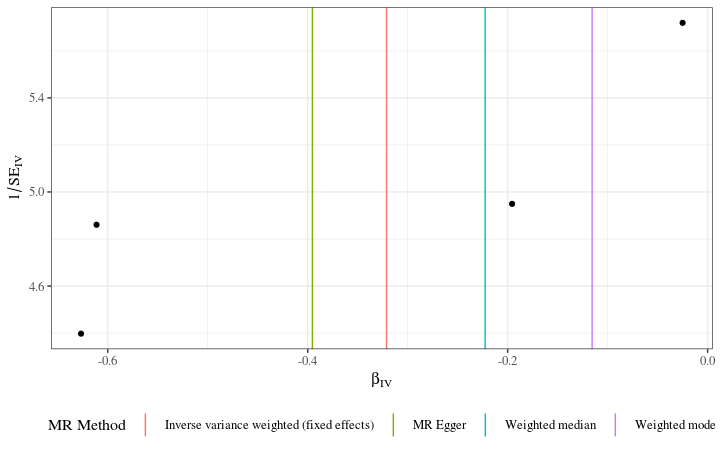 1/SE_IV
5.4
5.0
4.6
-0.6
-0.4
-0.2
0.0
β_IV
MR Method Inverse variance weighted (fixed effects) MR Egger Weighted median Weighted mode